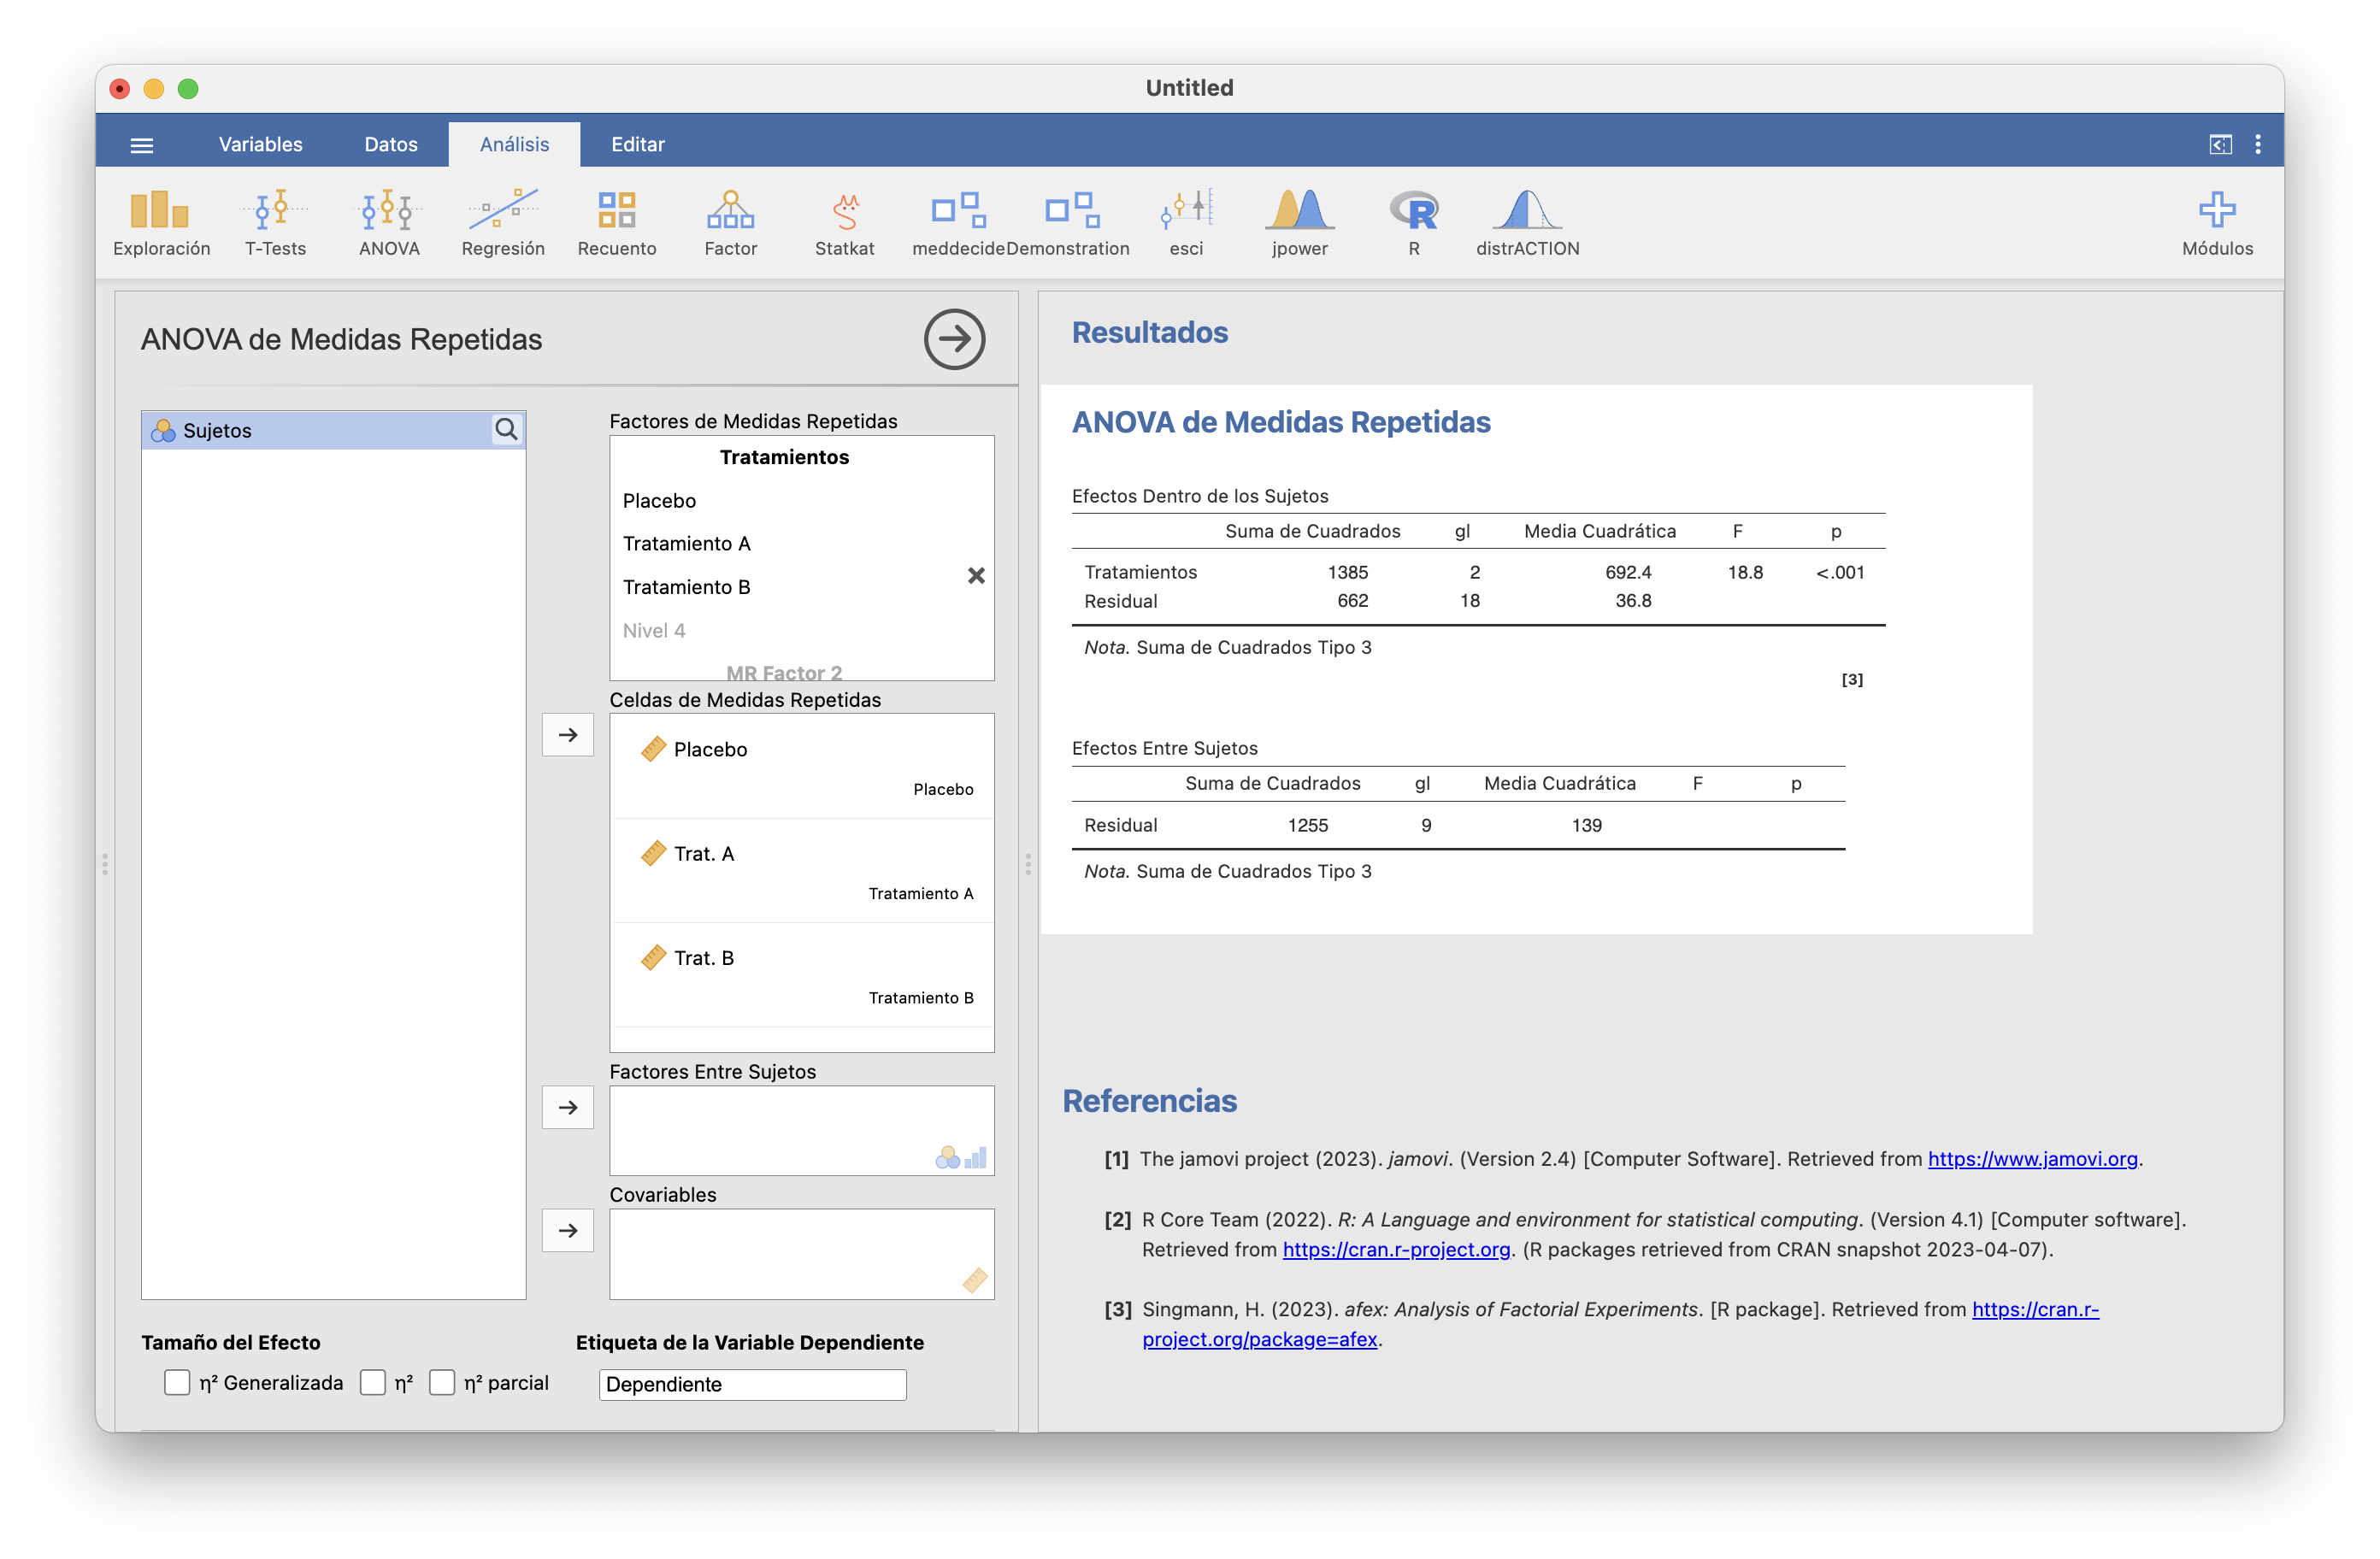 Untitled
Variables Datos Análisis Editar
Exploración T-Tests ANOVA Regresión Recuento Factor Statkat meddecide Demonstration esci jpower R distrACTION Módulos
ANOVA de Medidas Repetidas
Sujetos
Factores de Medidas Repetidas
Tratamientos
Placebo
Tratamiento A
Tratamiento B
Nivel 4
MR Factor 2
Celdas de Medidas Repetidas
Placebo
Placebo
Trat. A
Tratamiento A
Trat. B
Tratamiento B
Factores Entre Sujetos
Covariables
Tamaño del Efecto
η² Generalizada η² η² parcial
Etiqueta de la Variable Dependiente
Dependiente
Resultados
ANOVA de Medidas Repetidas
Efectos Dentro de los Sujetos
Suma de Cuadrados gl Media Cuadrática F p
Tratamientos 1385 2 692.4 18.8 <.001
Residual 662 18 36.8
Nota. Suma de Cuadrados Tipo 3
[3]
Efectos Entre Sujetos
Suma de Cuadrados gl Media Cuadrática F p
Residual 1255 9 139
Nota. Suma de Cuadrados Tipo 3
Referencias
[1] The jamovi project (2023). jamovi. (Version 2.4) [Computer Software]. Retrieved from https://www.jamovi.org.
[2] R Core Team (2022). R: A Language and environment for statistical computing. (Version 4.1) [Computer software].
Retrieved from https://cran.r-project.org. (R packages retrieved from CRAN snapshot 2023-04-07).
[3] Singmann, H. (2023). afex: Analysis of Factorial Experiments. [R package]. Retrieved from https://cran.r-
project.org/package=afex.